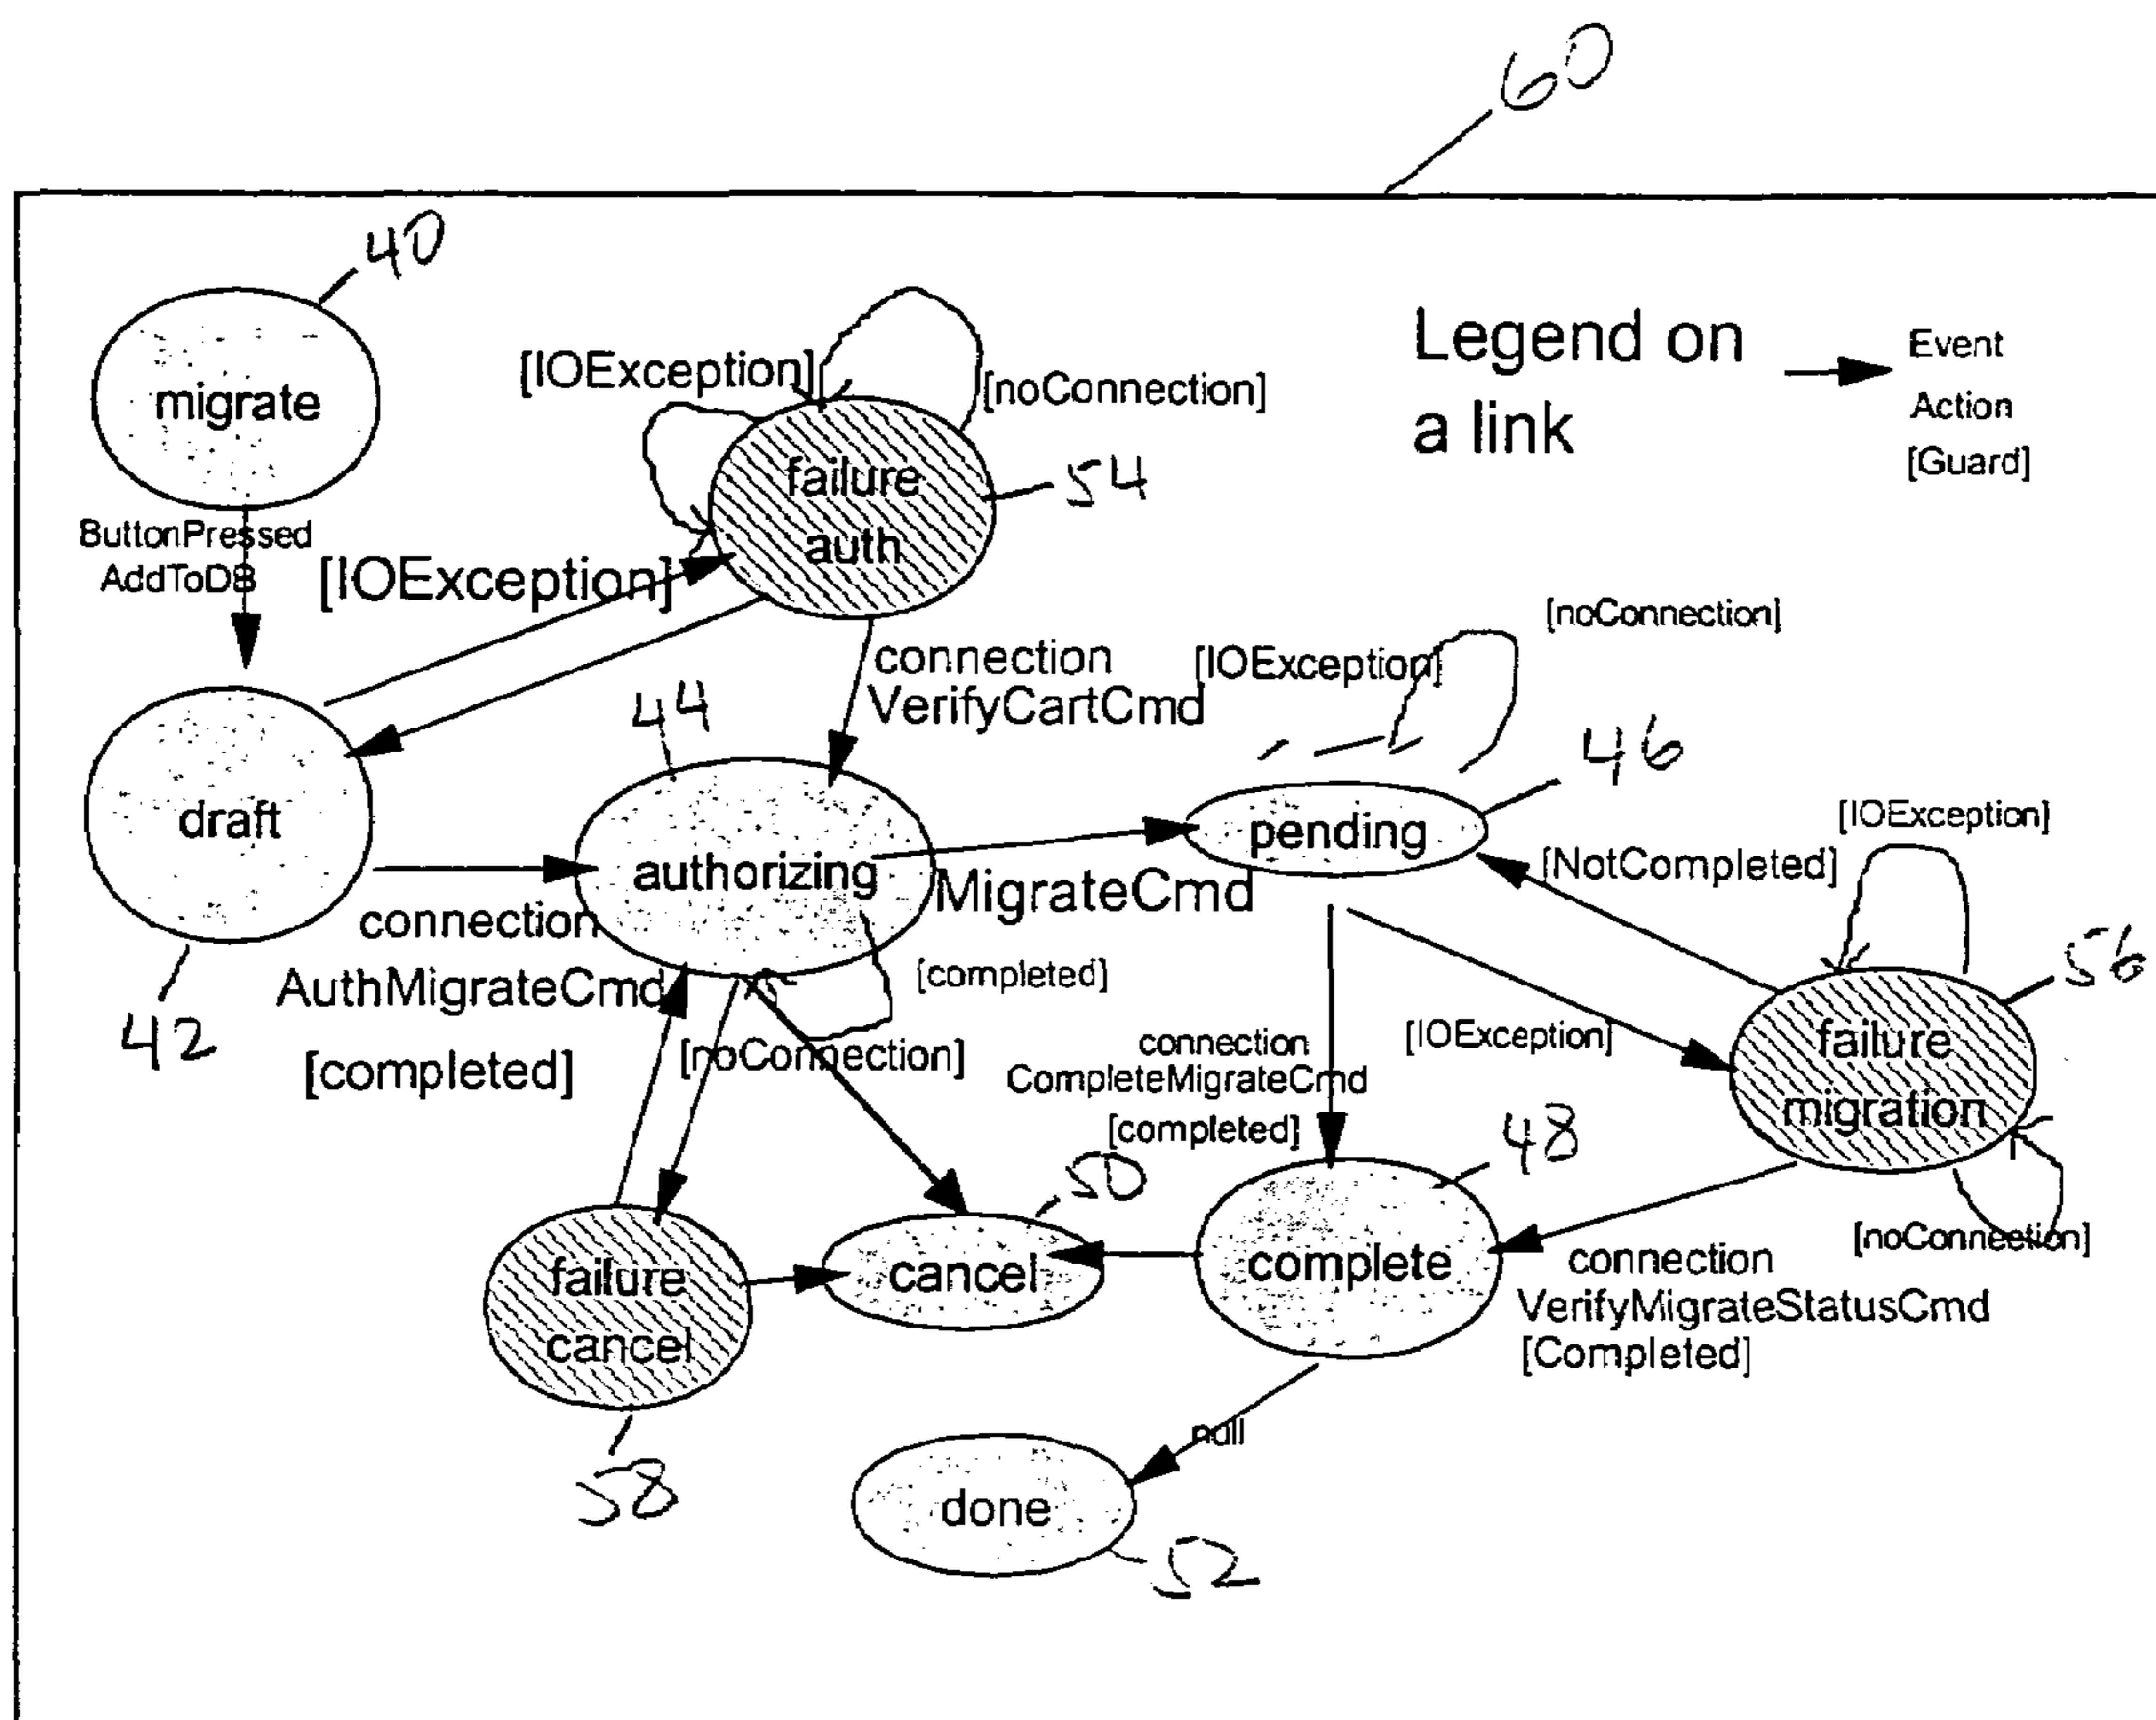 60
40
migrate
[IOException]
[noConnection]
Legend on
a link
Event
Action
[Guard]
failure
auth
54
ButtonPressed
AddToDB
[IOException]
connection
VerifyCartCmd
[IOException]
[noConnection]
44
46
draft
authorizing
pending
MigrateCmd
[NotCompleted]
[IOException]
connection
AuthMigrateCmd
[completed]
42
[completed]
[noConnection]
connection
CompleteMigrateCmd
[completed]
[IOException]
failure
migration
56
48
50
failure
cancel
58
cancel
complete
[noConnection]
connection
VerifyMigrateStatusCmd
[Completed]
null
done
52